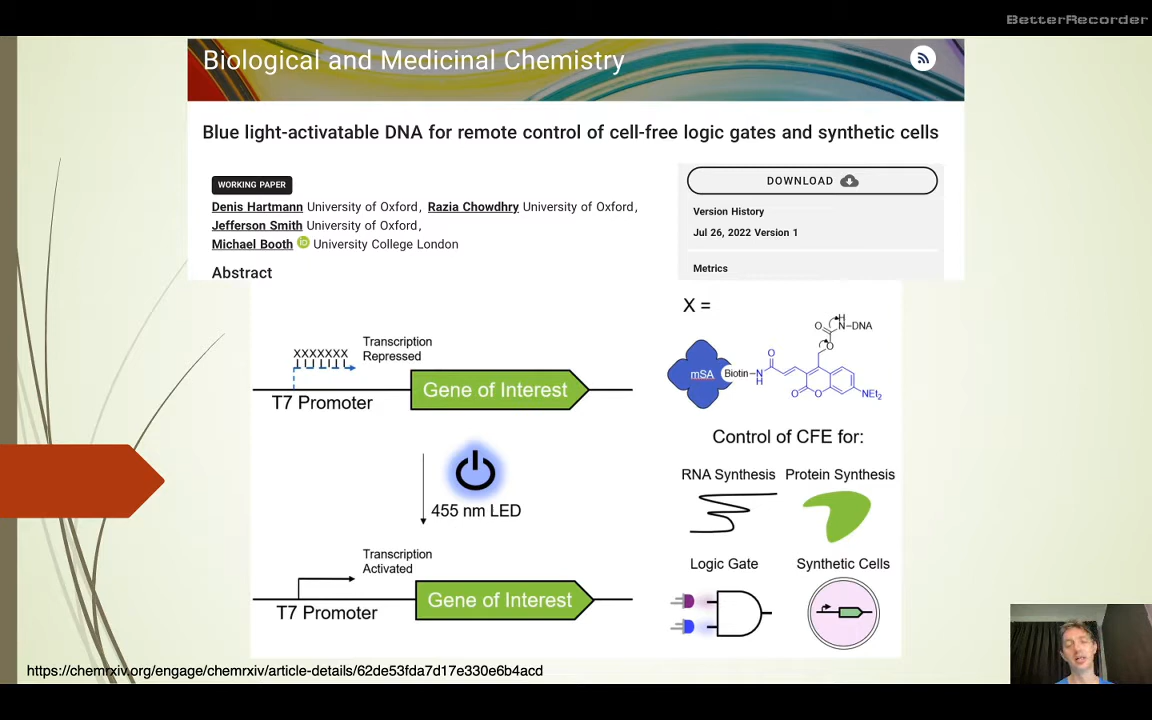 BetterRecorder
Biological and Medicinal Chemistry
Blue light-activatable DNA for remote control of cell-free logic gates and synthetic cells
WORKING PAPER
Denis Hartmann University of Oxford, Razia Chowdhry University of Oxford,
Jefferson Smith University of Oxford,
Michael Booth iD University College London
Abstract
DOWNLOAD
Version History
Jul 26, 2022 Version 1
Metrics
XXXXXXX
Transcription
Repressed
T7 Promoter
Gene of Interest
455 nm LED
Transcription
Activated
T7 Promoter
Gene of Interest
X =
mSA
Biotin
N
H
O
O
O
NEt2
O
O
H
N-DNA
Control of CFE for:
RNA Synthesis
Protein Synthesis
Logic Gate
Synthetic Cells
https://chemrxiv.org/engage/chemrxiv/article-details/62de53fda7d17e330e6b4acd